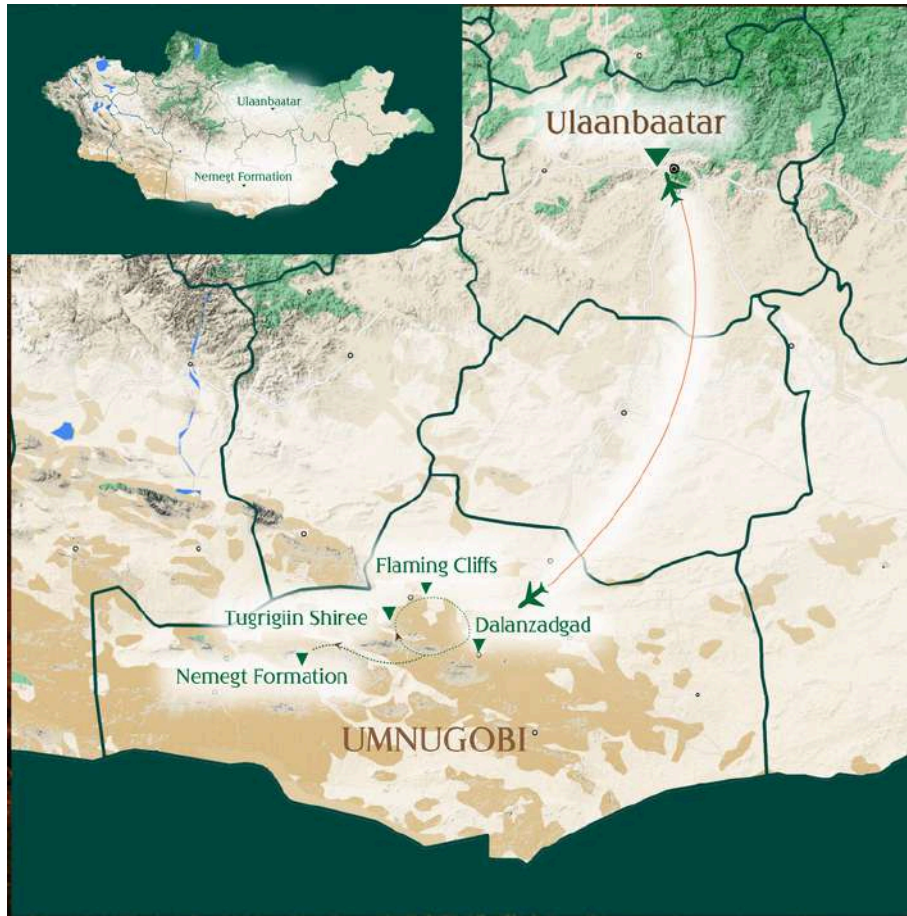 Ulaanbaatar
Nemegt Formation
Ulaanbaatar
Flaming Cliffs
Tugrigiin Shiree
Dalanzadgad
Nemegt Formation
UMNUGOBI